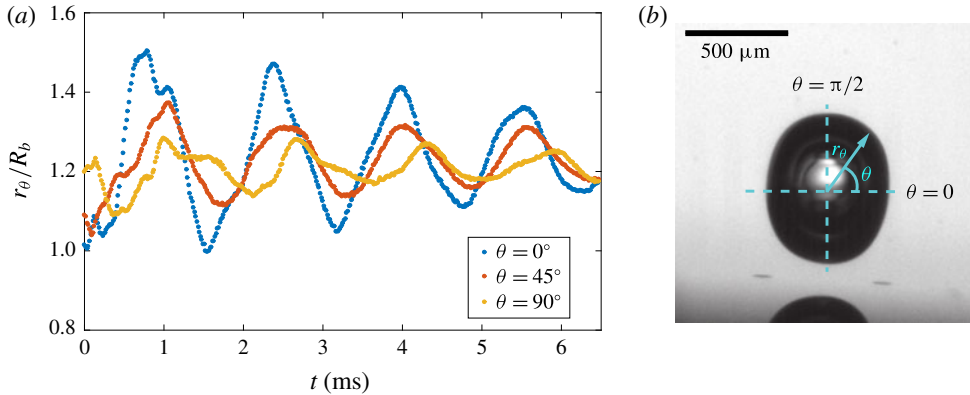 (a)
1.6
1.4
1.2
1.0
0.8
r_θ/R_b
0 1 2 3 4 5 6
t (ms)
θ = 0°
θ = 45°
θ = 90°
(b)
500 μm
θ = π/2
r_θ
θ
θ = 0